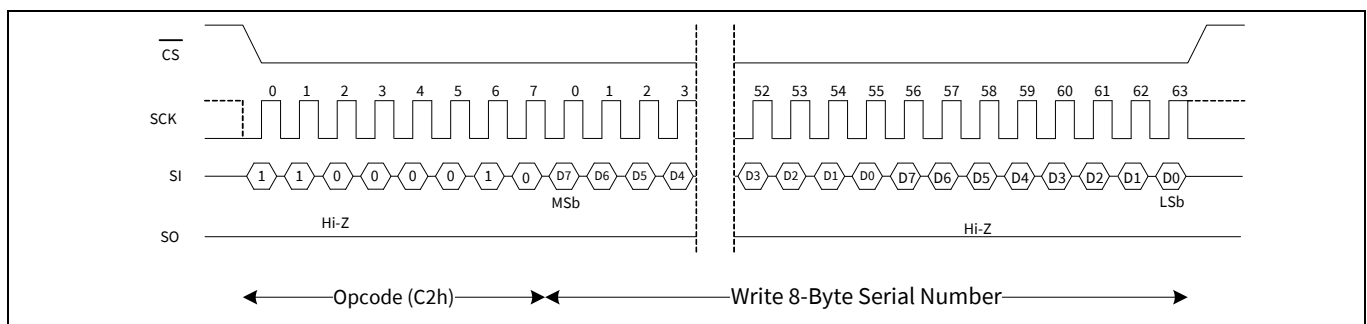 CS
0 1 2 3 4 5 6 7 0 1 2 3 52 53 54 55 56 57 58 59 60 61 62 63
SCK
SI 1 1 0 0 0 0 1 0 D7 D6 D5 D4 D3 D2 D1 D0 D7 D6 D5 D4 D3 D2 D1 D0
MSb LSb
Hi-Z Hi-Z
SO
Opcode (C2h) Write 8-Byte Serial Number